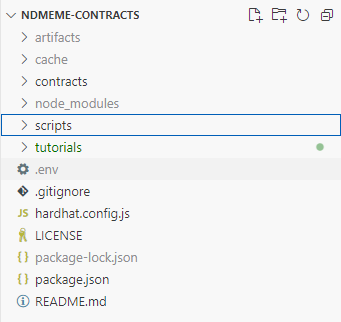 NDMEME-CONTRACTS
artifacts
cache
contracts
node_modules
scripts
tutorials
.env
.gitignore
JS hardhat.config.js
LICENSE
{ } package-lock.json
{ } package.json
README.md